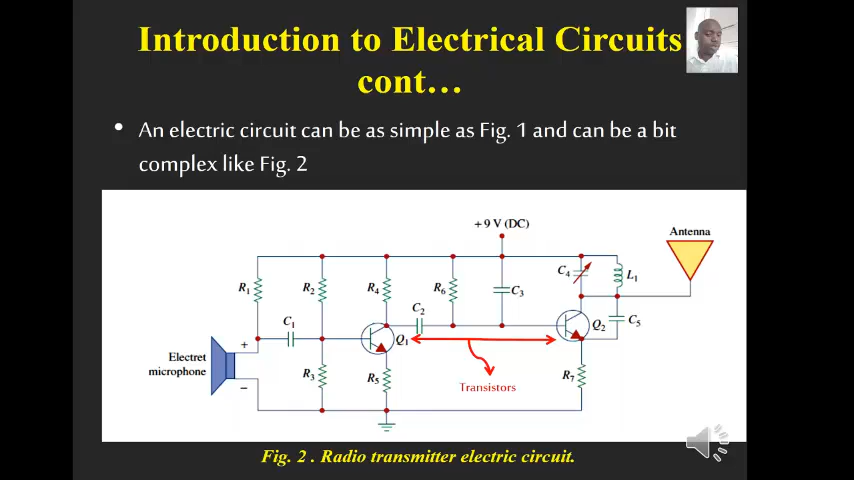 Introduction to Electrical Circuits
cont…
• An electric circuit can be as simple as Fig. 1 and can be a bit
complex like Fig. 2
+ 9 V (DC)
Antenna
R1
R2
R4
R6
C3
C4
L1
C1
C2
Q1
Q2
C5
+
Electret
microphone
−
R3
R5
R7
Transistors
Fig. 2 . Radio transmitter electric circuit.